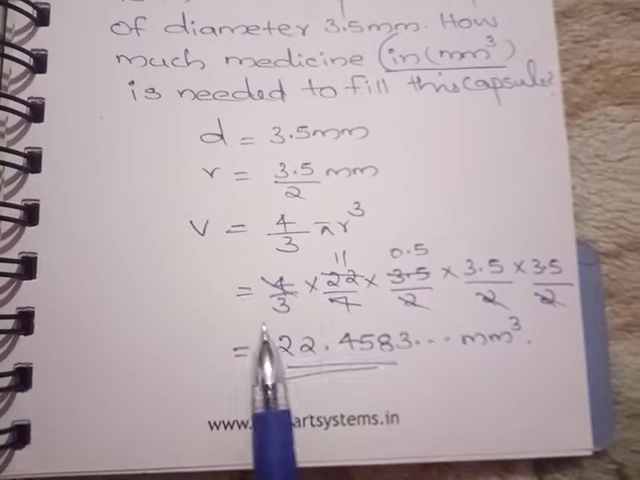 of diameter 3.5mm. How
much medicine (in (mm³)
is needed to fill this capsule?
d = 3.5mm
r = 3.5/2 mm
V = 4/3 πr³
11 0.5
= 4/3 × 22/7 × 3.5/2 × 3.5/2 × 3.5/2
= 22.4583... mm³.
www. artsystems.in